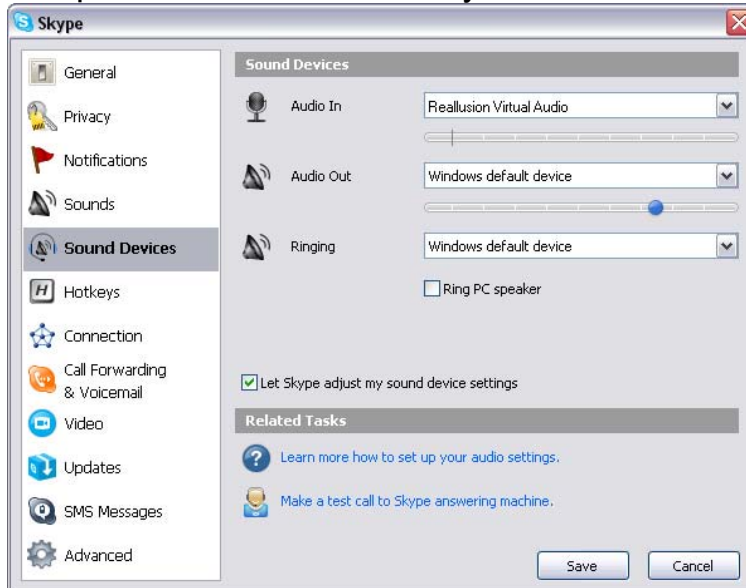 Skype
General
Privacy
Notifications
Sounds
Sound Devices
Hotkeys
Connection
Call Forwarding
& Voicemail
Video
Updates
SMS Messages
Advanced
Sound Devices
Audio In
Reallusion Virtual Audio
Audio Out
Windows default device
Ringing
Windows default device
Ring PC speaker
Let Skype adjust my sound device settings
Related Tasks
Learn more how to set up your audio settings.
Make a test call to Skype answering machine.
Save
Cancel